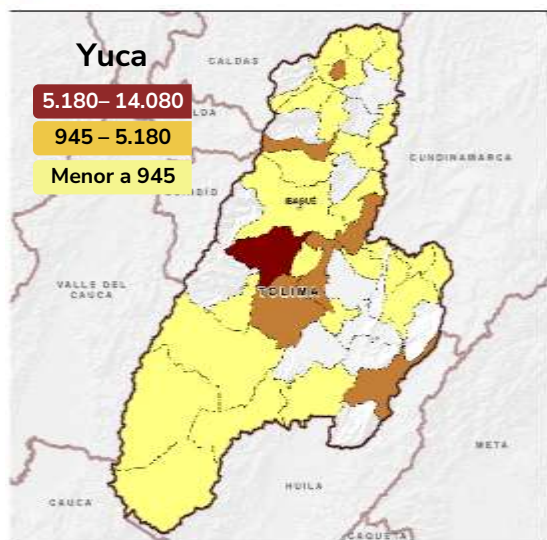 Yuca
5.180– 14.080
945 – 5.180
Menor a 945
CALDAS
CUNDINAMARCA
IBAGUÉ
VALLE DEL
CAUCA
TOLIMA
META
HUILA
CAUCA
CAQUETA